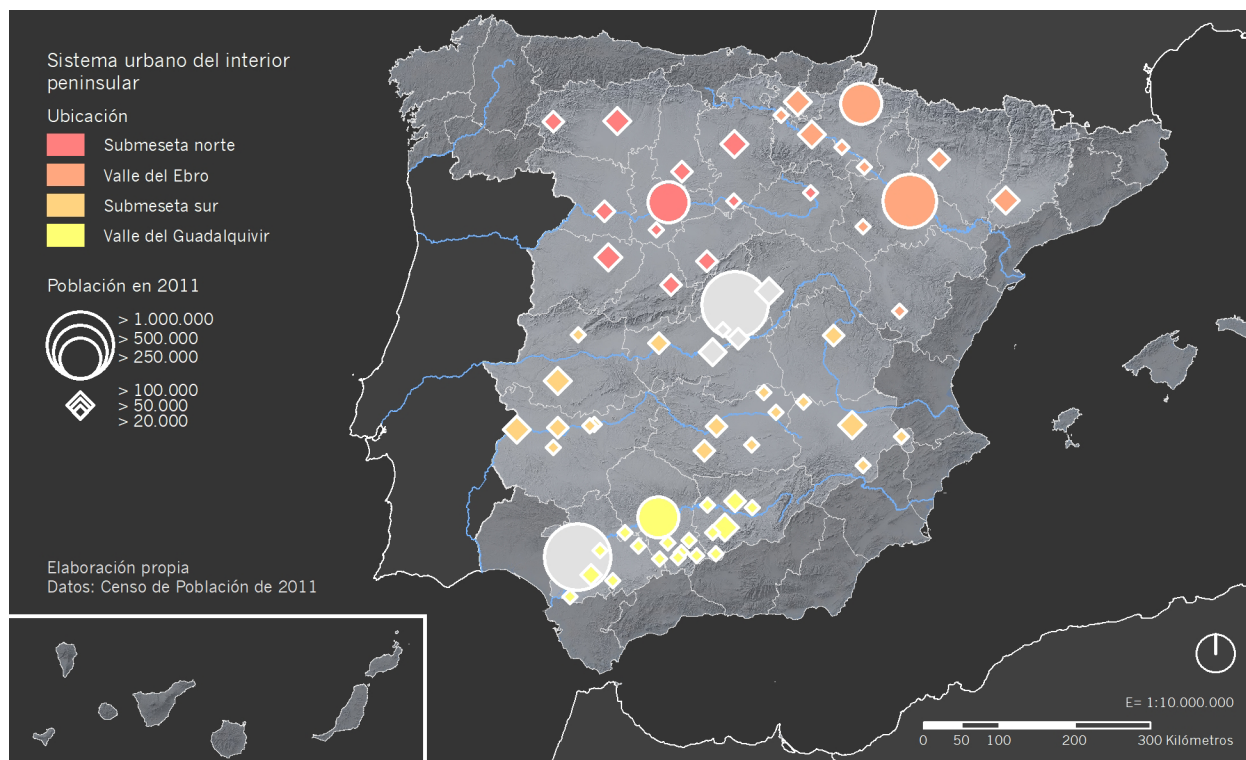 Sistema urbano del interior
peninsular
Ubicación
Submeseta norte
Valle del Ebro
Submeseta sur
Valle del Guadalquivir
Población en 2011
> 1.000.000
> 500.000
> 250.000
> 100.000
> 50.000
> 20.000
Elaboración propia
Datos: Censo de Población de 2011
E= 1:10.000.000
0 50 100 200 300 Kilómetros